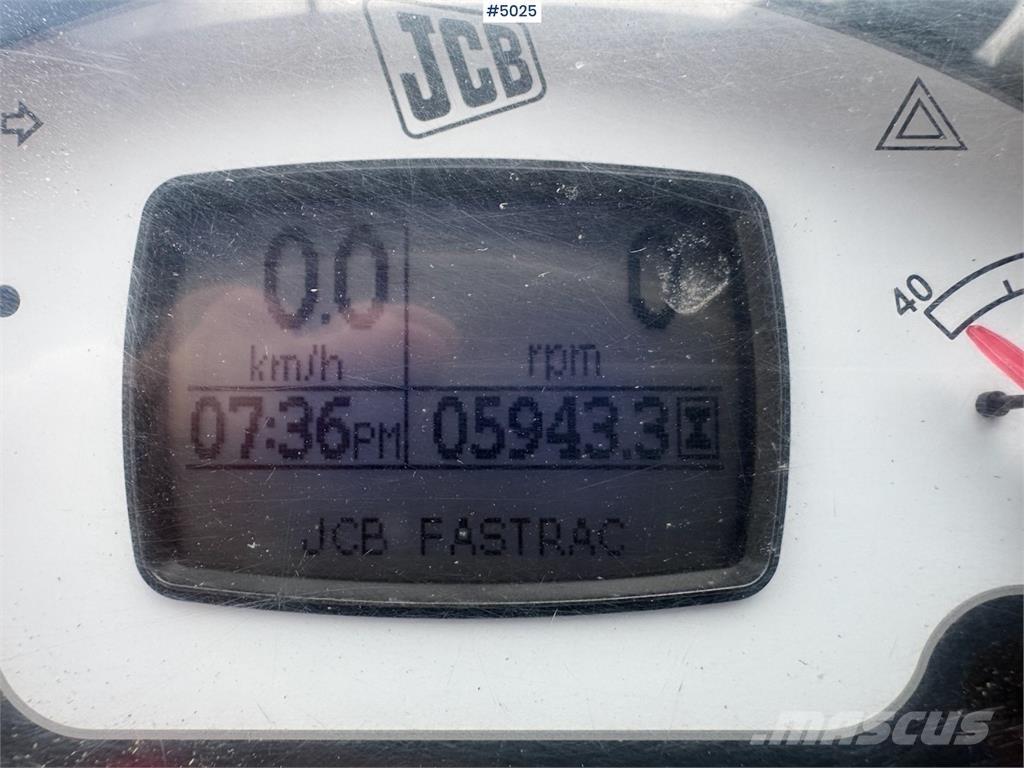 #5025
JCB
40
0.0 0
km/h rpm
07:36PM 05943.3
JCB FASTRAC
mascus